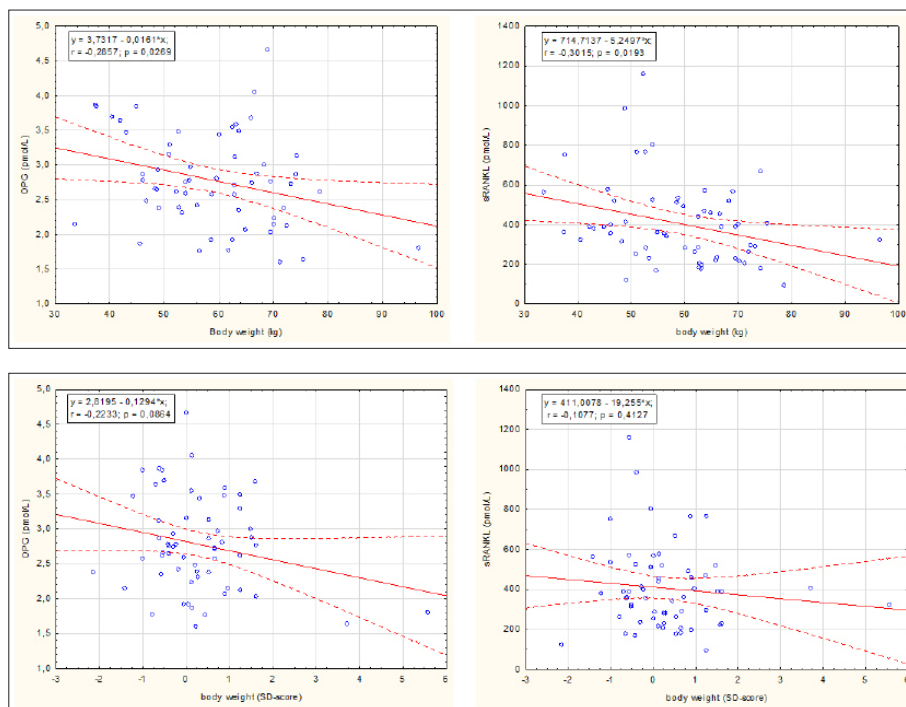 y = 3,7317 - 0,0161*x;
r = -0,2857; p = 0,0269
5,0
4,5
4,0
3,5
3,0
2,5
2,0
1,5
1,0
OPG (pmol/L)
30 40 50 60 70 80 90 100
Body weight (kg)
y = 714,7137 - 5,2497*x;
r = -0,3015; p = 0,0193
1400
1200
1000
800
600
400
200
0
sRANKL (pmol/L)
30 40 50 60 70 80 90 100
body weight (kg)
y = 2,8195 - 0,1294*x;
r = -0,2233; p = 0,0864
5,0
4,5
4,0
3,5
3,0
2,5
2,0
1,5
1,0
OPG (pmol/L)
-3 -2 -1 0 1 2 3 4 5 6
body weight (SD-score)
y = 411,0078 - 19,255*x;
r = -0,1077; p = 0,4127
1400
1200
1000
800
600
400
200
0
sRANKL (pmol/L)
-3 -2 -1 0 1 2 3 4 5 6
body weight (SD-score)